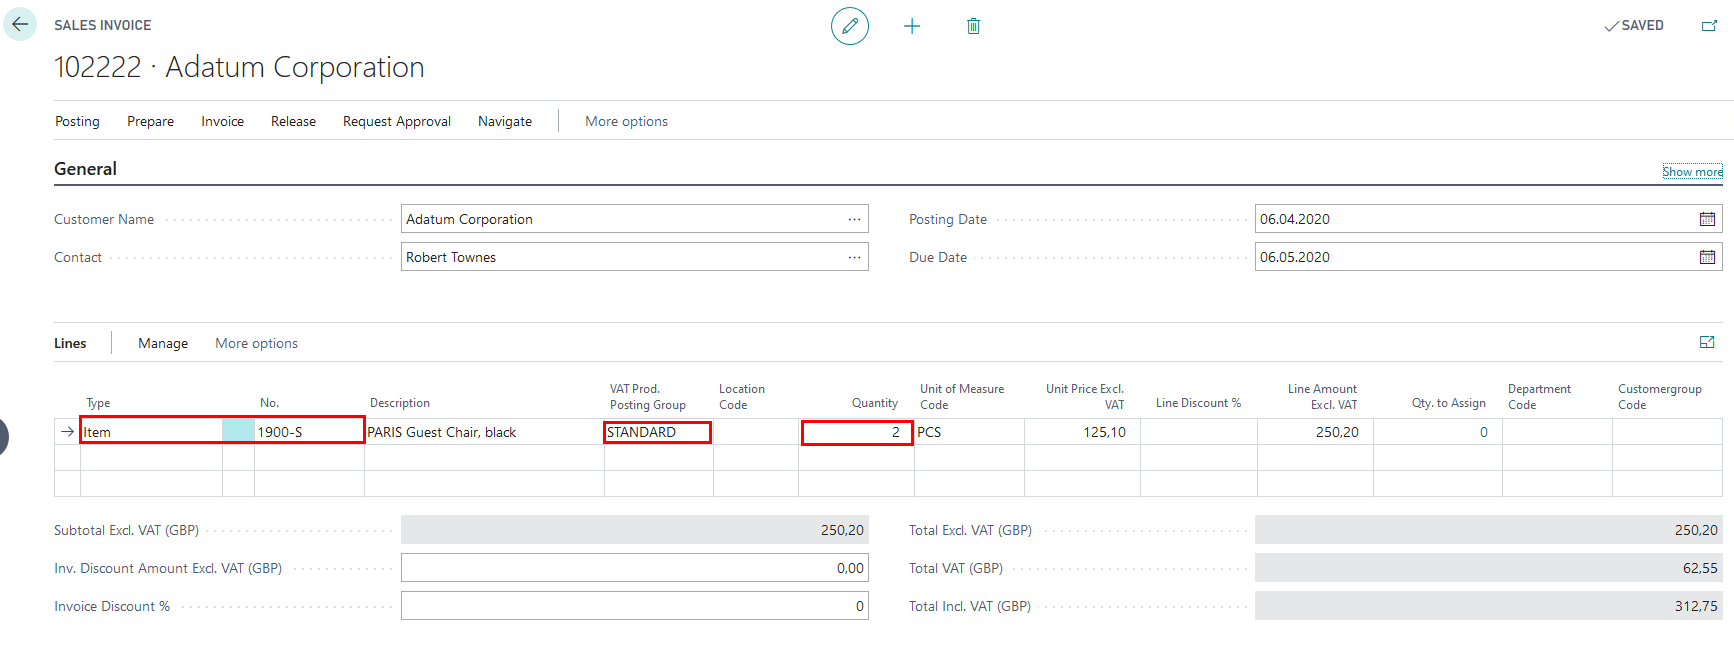 SALES INVOICE
SAVED
102222 · Adatum Corporation
Posting Prepare Invoice Release Request Approval Navigate More options
General
Show more
Customer Name Adatum Corporation ··· Posting Date 06.04.2020
Contact Robert Townes ··· Due Date 06.05.2020
Lines Manage More options
Type No. Description VAT Prod. Posting Group Location Code Quantity Unit of Measure Code Unit Price Excl. VAT Line Discount % Line Amount Excl. VAT Qty. to Assign Department Code Customergroup Code
Item 1900-S PARIS Guest Chair, black STANDARD 2 PCS 125,10 250,20 0
Subtotal Excl. VAT (GBP) 250,20 Total Excl. VAT (GBP) 250,20
Inv. Discount Amount Excl. VAT (GBP) 0,00 Total VAT (GBP) 62,55
Invoice Discount % 0 Total Incl. VAT (GBP) 312,75